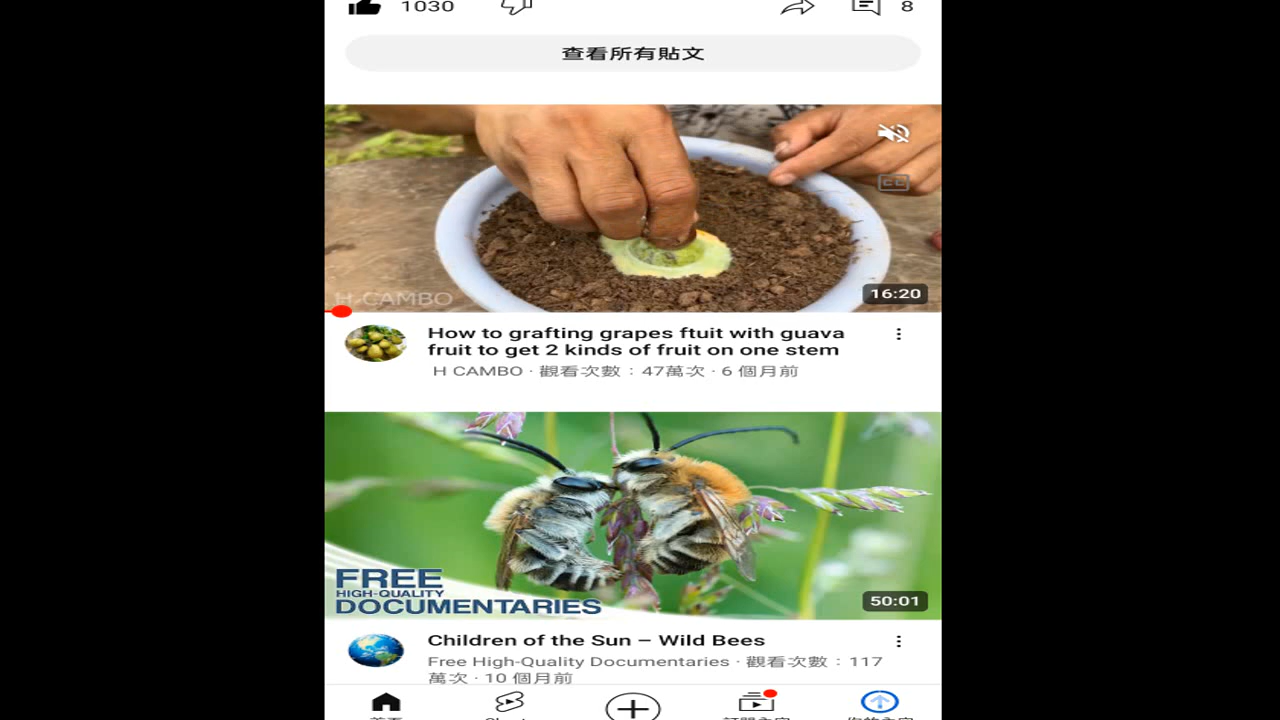 1030
8
查看所有貼文
CC
H-CAMBO
16:20
How to grafting grapes ftuit with guava
fruit to get 2 kinds of fruit on one stem
H CAMBO · 觀看次數：47萬次 · 6 個月前
FREE
HIGH-QUALITY
DOCUMENTARIES
50:01
Children of the Sun – Wild Bees
Free High-Quality Documentaries · 觀看次數：117
萬次 · 10 個月前